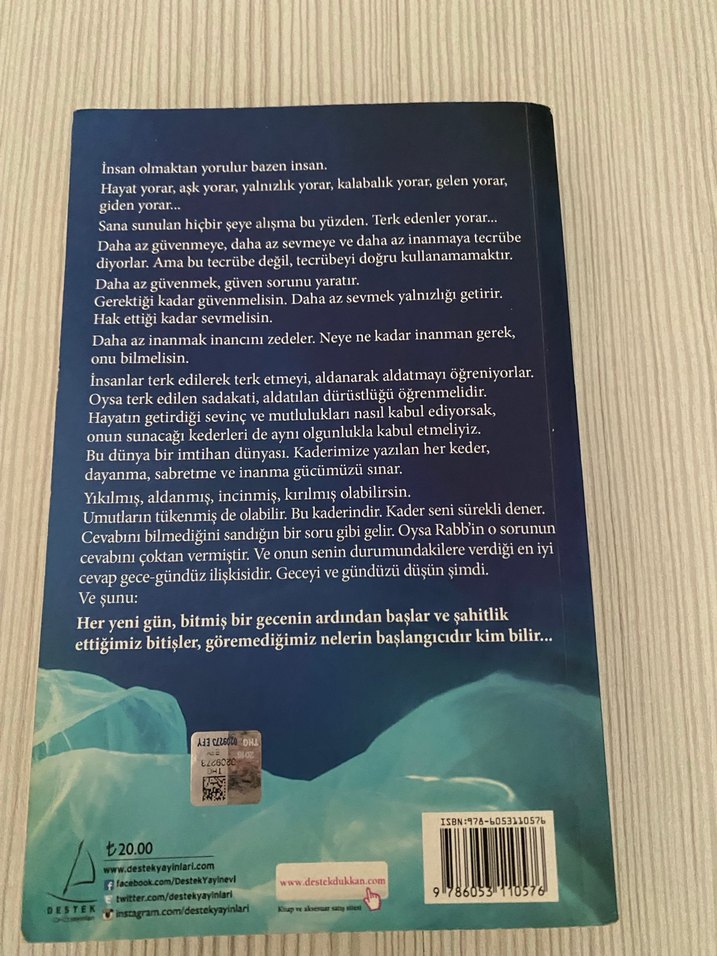 İnsan olmaktan yorulur bazen insan.
Hayat yorar, aşk yorar, yalnızlık yorar, kalabalık yorar, gelen yorar,
giden yorar...
Sana sunulan hiçbir şeye alışma bu yüzden. Terk edenler yorar...
Daha az güvenmeye, daha az sevmeye ve daha az inanmaya tecrübe
diyorlar. Ama bu tecrübe değil, tecrübeyi doğru kullanamamaktır.
Daha az güvenmek, güven sorunu yaratır.
Gerektiği kadar güvenmelisin. Daha az sevmek yalnızlığı getirir.
Hak ettiği kadar sevmelisin.
Daha az inanmak inancını zedeler. Neye ne kadar inanman gerek,
onu bilmelisin.
İnsanlar terk edilerek terk etmeyi, aldanarak aldatmayı öğreniyorlar.
Oysa terk edilen sadakati, aldatılan dürüstlüğü öğrenmelidir.
Hayatın getirdiği sevinç ve mutlulukları nasıl kabul ediyorsak,
onun sunacağı kederleri de aynı olgunlukla kabul etmeliyiz.
Bu dünya bir imtihan dünyası. Kaderimize yazılan her keder,
dayanma, sabretme ve inanma gücümüzü sınar.
Yıkılmış, aldanmış, incinmiş, kırılmış olabilirsin.
Umutların tükenmiş de olabilir. Bu kaderindir. Kader seni sürekli dener.
Cevabını bilmediğini sandığın bir soru gibi gelir. Oysa Rabb'in o sorunun
cevabını çoktan vermiştir. Ve onun senin durumundakilere verdiği en iyi
cevap gece-gündüz ilişkisidir. Geceyi ve gündüzü düşün şimdi.
Ve şunu:
Her yeni gün, bitmiş bir gecenin ardından başlar ve şahitlik
ettiğimiz bitişler, göremediğimiz nelerin başlangıcıdır kim bilir...
THG 0209273 EFY
0209273
THG
₺20.00
www.destekyayinlari.com
facebook.com/DestekYayinevi
twitter.com/destekyayinlari
instagram.com/destekyayinlari
DESTEK
www.destekdukkan.com
Kitap ve aksesuar satış sitesi
ISBN:978-6053110576
9 786053 110576